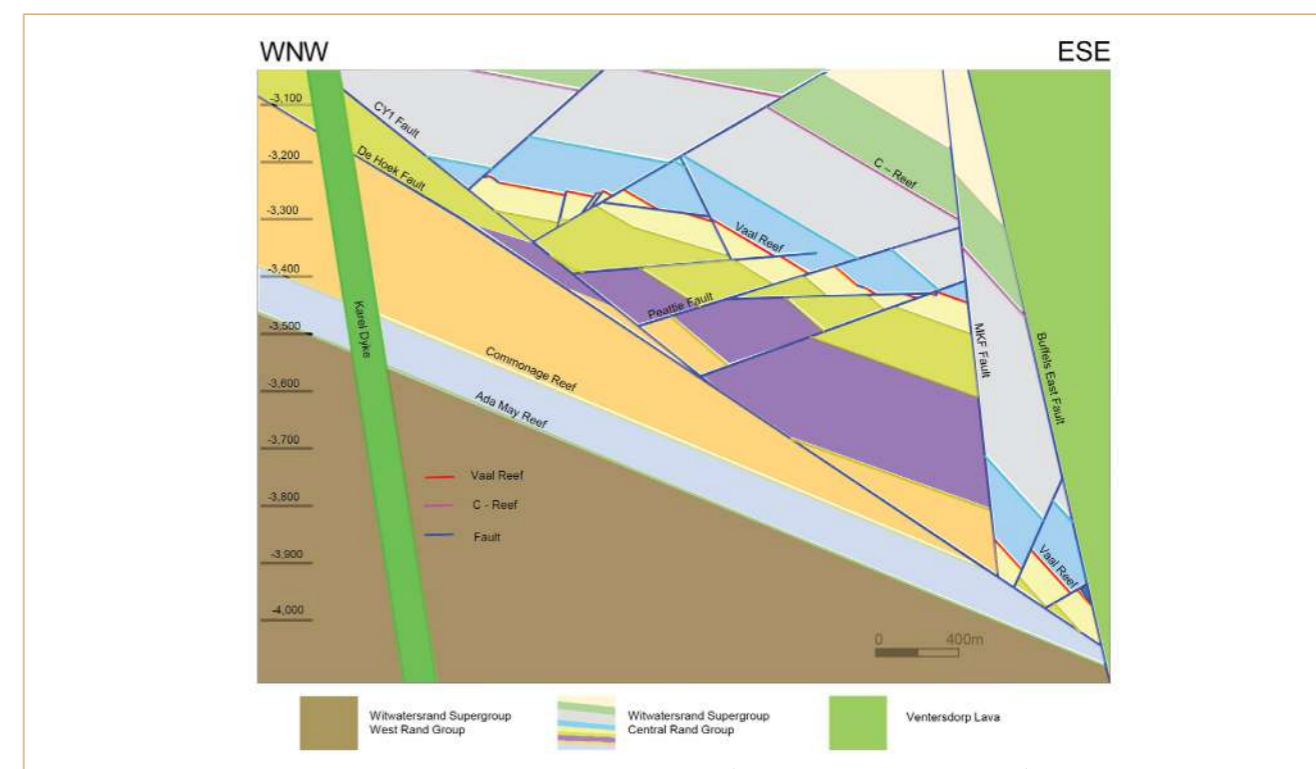 WNW
ESE
-3,100
-3,200
-3,300
-3,400
-3,500
-3,600
-3,700
-3,800
-3,900
-4,000
CY1 Fault
De Hoek Fault
C – Reef
Vaal Reef
Peattie Fault
Karel Dyke
MKF Fault
Buffels East Fault
Commonage Reef
Ada May Reef
Vaal Reef
Vaal Reef
C - Reef
Fault
0 400m
Witwatersrand Supergroup
West Rand Group
Witwatersrand Supergroup
Central Rand Group
Ventersdorp Lava